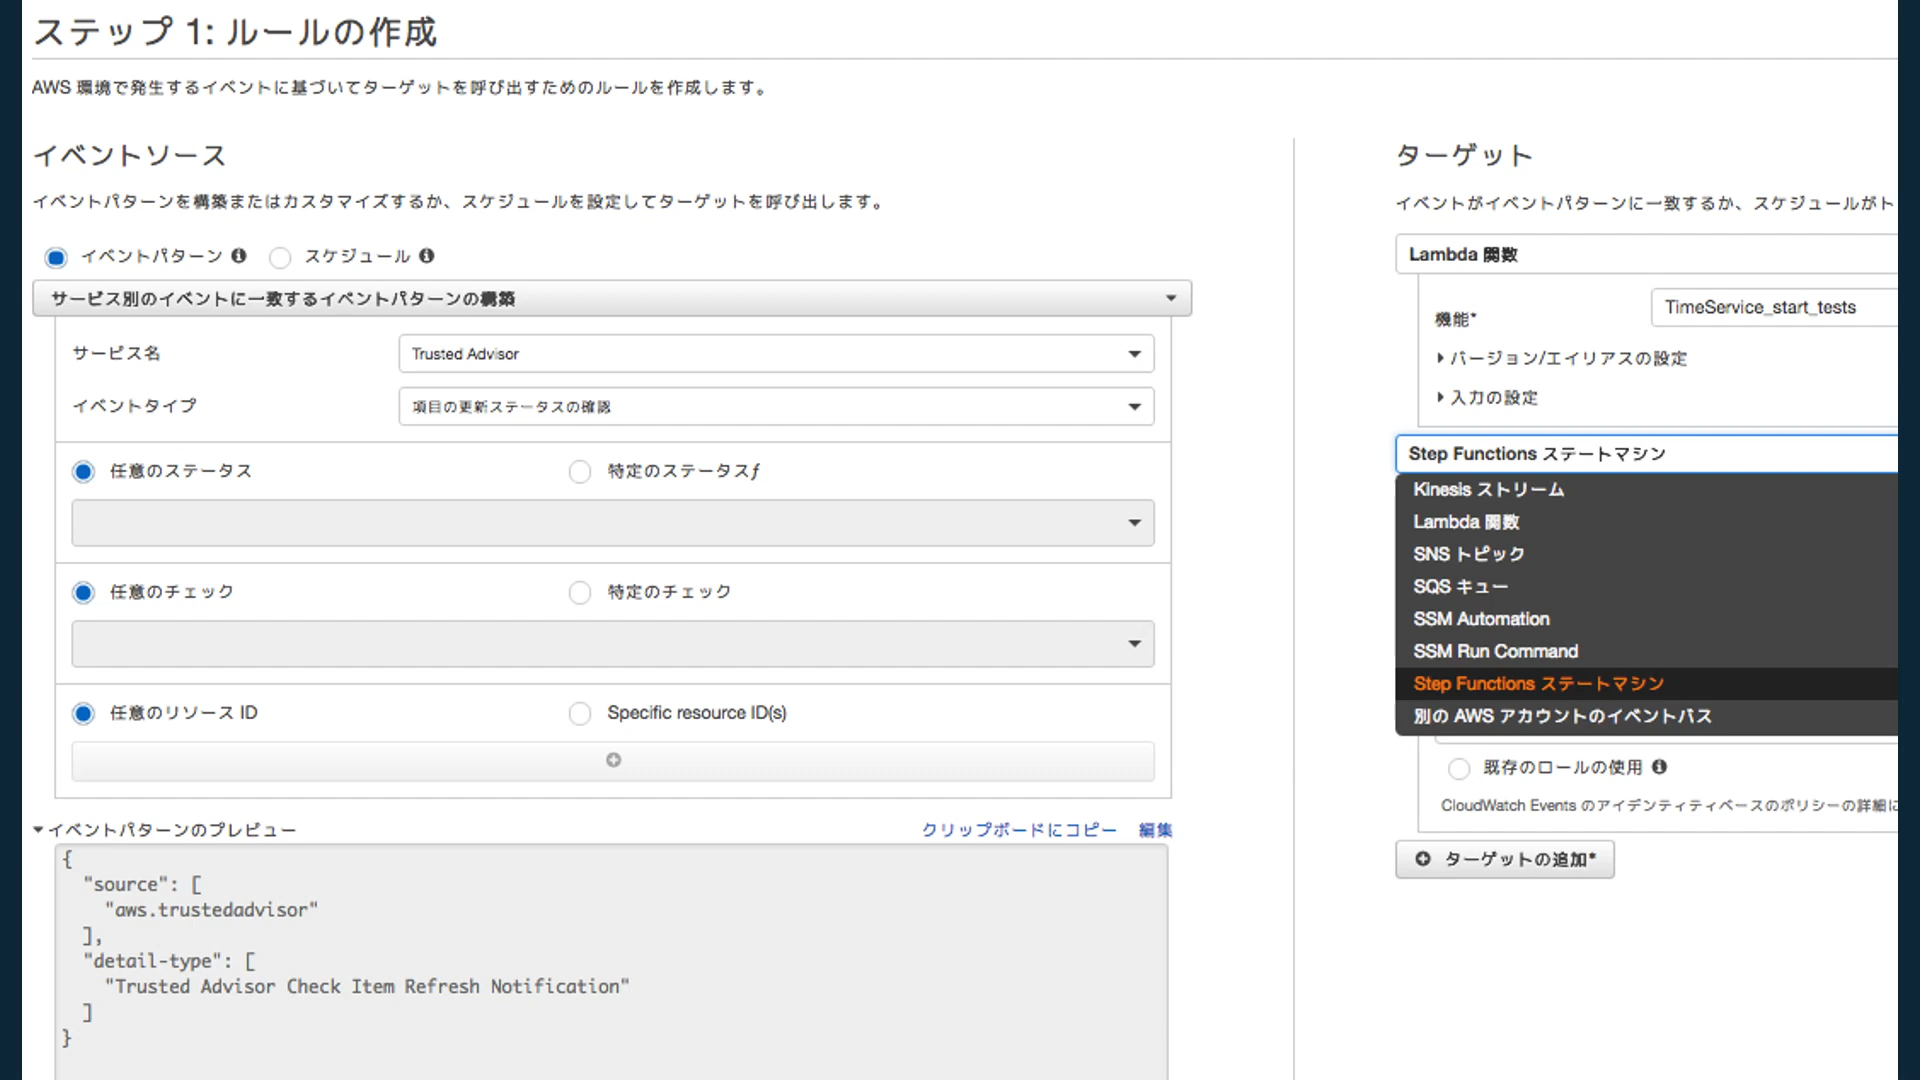 ステップ 1: ルールの作成
AWS 環境で発生するイベントに基づいてターゲットを呼び出すためのルールを作成します。
イベントソース
イベントパターンを構築またはカスタマイズするか、スケジュールを設定してターゲットを呼び出します。
イベントパターン スケジュール
サービス別のイベントに一致するイベントパターンの構築
サービス名 Trusted Advisor
イベントタイプ 項目の更新ステータスの確認
任意のステータス 特定のステータスƒ
任意のチェック 特定のチェック
任意のリソース ID Specific resource ID(s)
イベントパターンのプレビュー クリップボードにコピー 編集
{
"source": [
"aws.trustedadvisor"
],
"detail-type": [
"Trusted Advisor Check Item Refresh Notification"
]
}
ターゲット
イベントがイベントパターンに一致するか、スケジュールがト
Lambda 関数
機能* TimeService_start_tests
バージョン/エイリアスの設定
入力の設定
Step Functions ステートマシン
Kinesis ストリーム
Lambda 関数
SNS トピック
SQS キュー
SSM Automation
SSM Run Command
Step Functions ステートマシン
別の AWS アカウントのイベントバス
既存のロールの使用
CloudWatch Events のアイデンティティベースのポリシーの詳細に
ターゲットの追加*